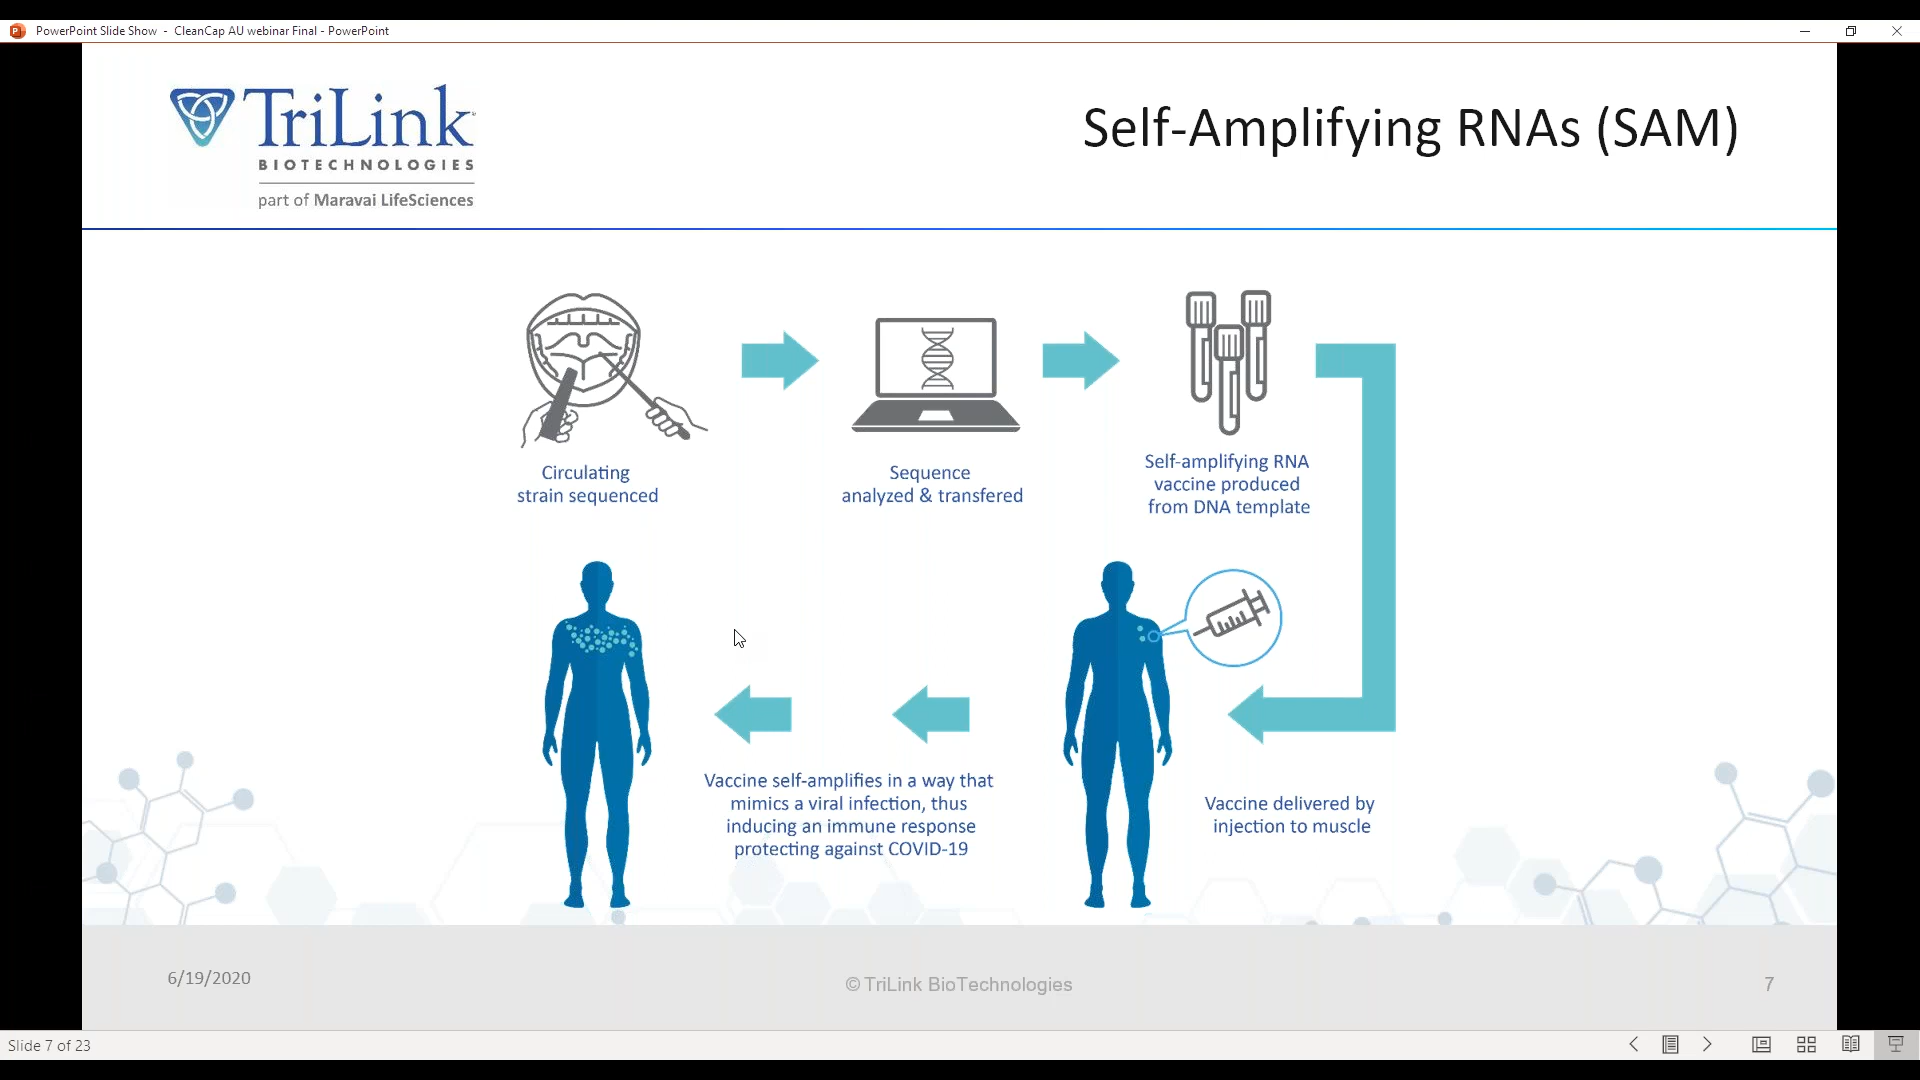 PowerPoint Slide Show - CleanCap AU webinar Final - PowerPoint
TriLink
BIOTECHNOLOGIES
part of Maravai LifeSciences
Self-Amplifying RNAs (SAM)
Circulating
strain sequenced
Sequence
analyzed & transfered
Self-amplifying RNA
vaccine produced
from DNA template
Vaccine delivered by
injection to muscle
Vaccine self-amplifies in a way that
mimics a viral infection, thus
inducing an immune response
protecting against COVID-19
6/19/2020
© TriLink BioTechnologies
7
Slide 7 of 23